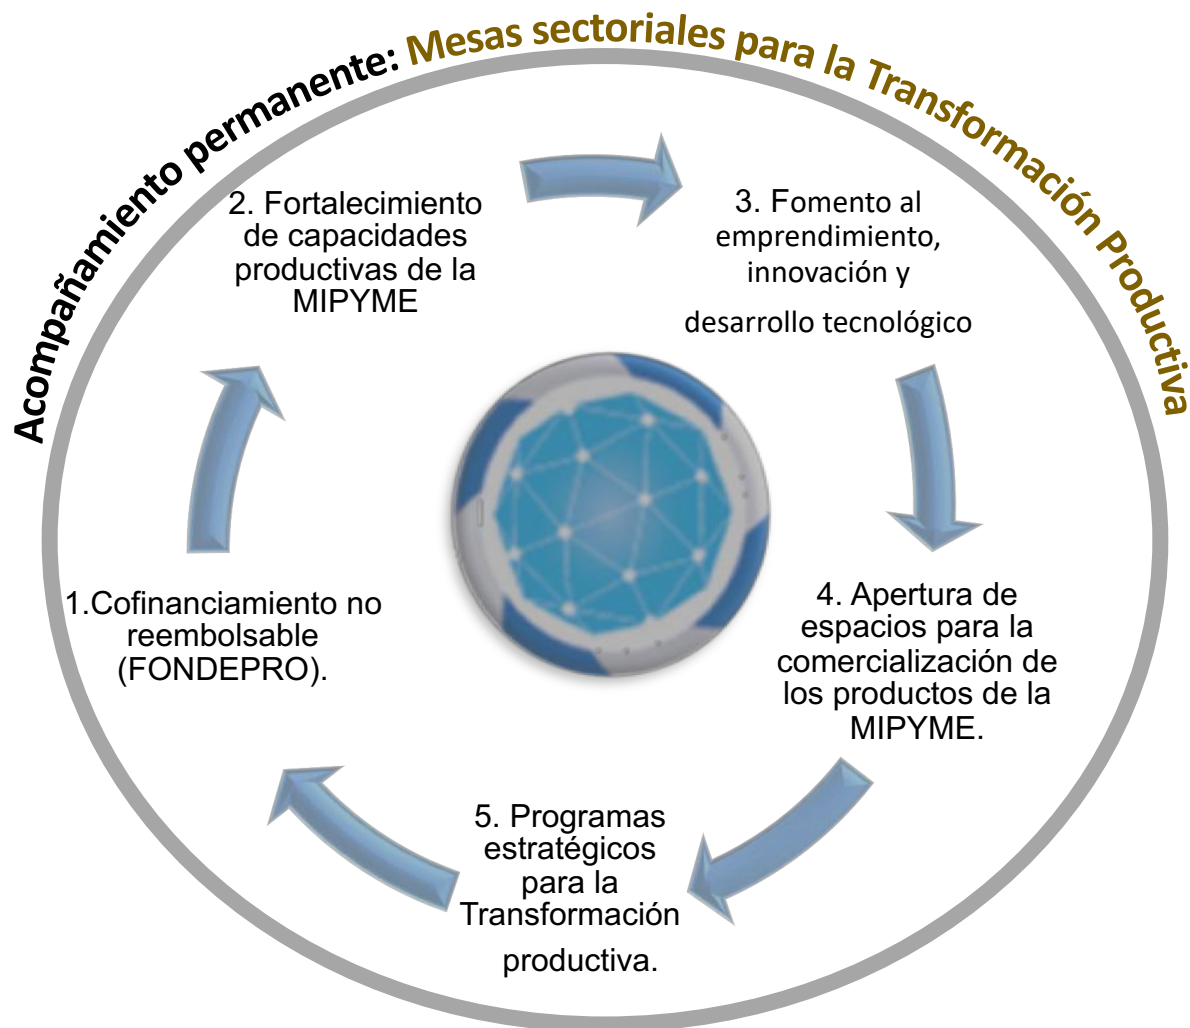 Acompañamiento permanente: Mesas sectoriales para la Transformación Productiva
2. Fortalecimiento
de capacidades
productivas de la
MIPYME
3. Fomento al
emprendimiento,
innovación y
desarrollo tecnológico
1.Cofinanciamiento no
reembolsable
(FONDEPRO).
4. Apertura de
espacios para la
comercialización de
los productos de la
MIPYME.
5. Programas
estratégicos
para la
Transformación
productiva.